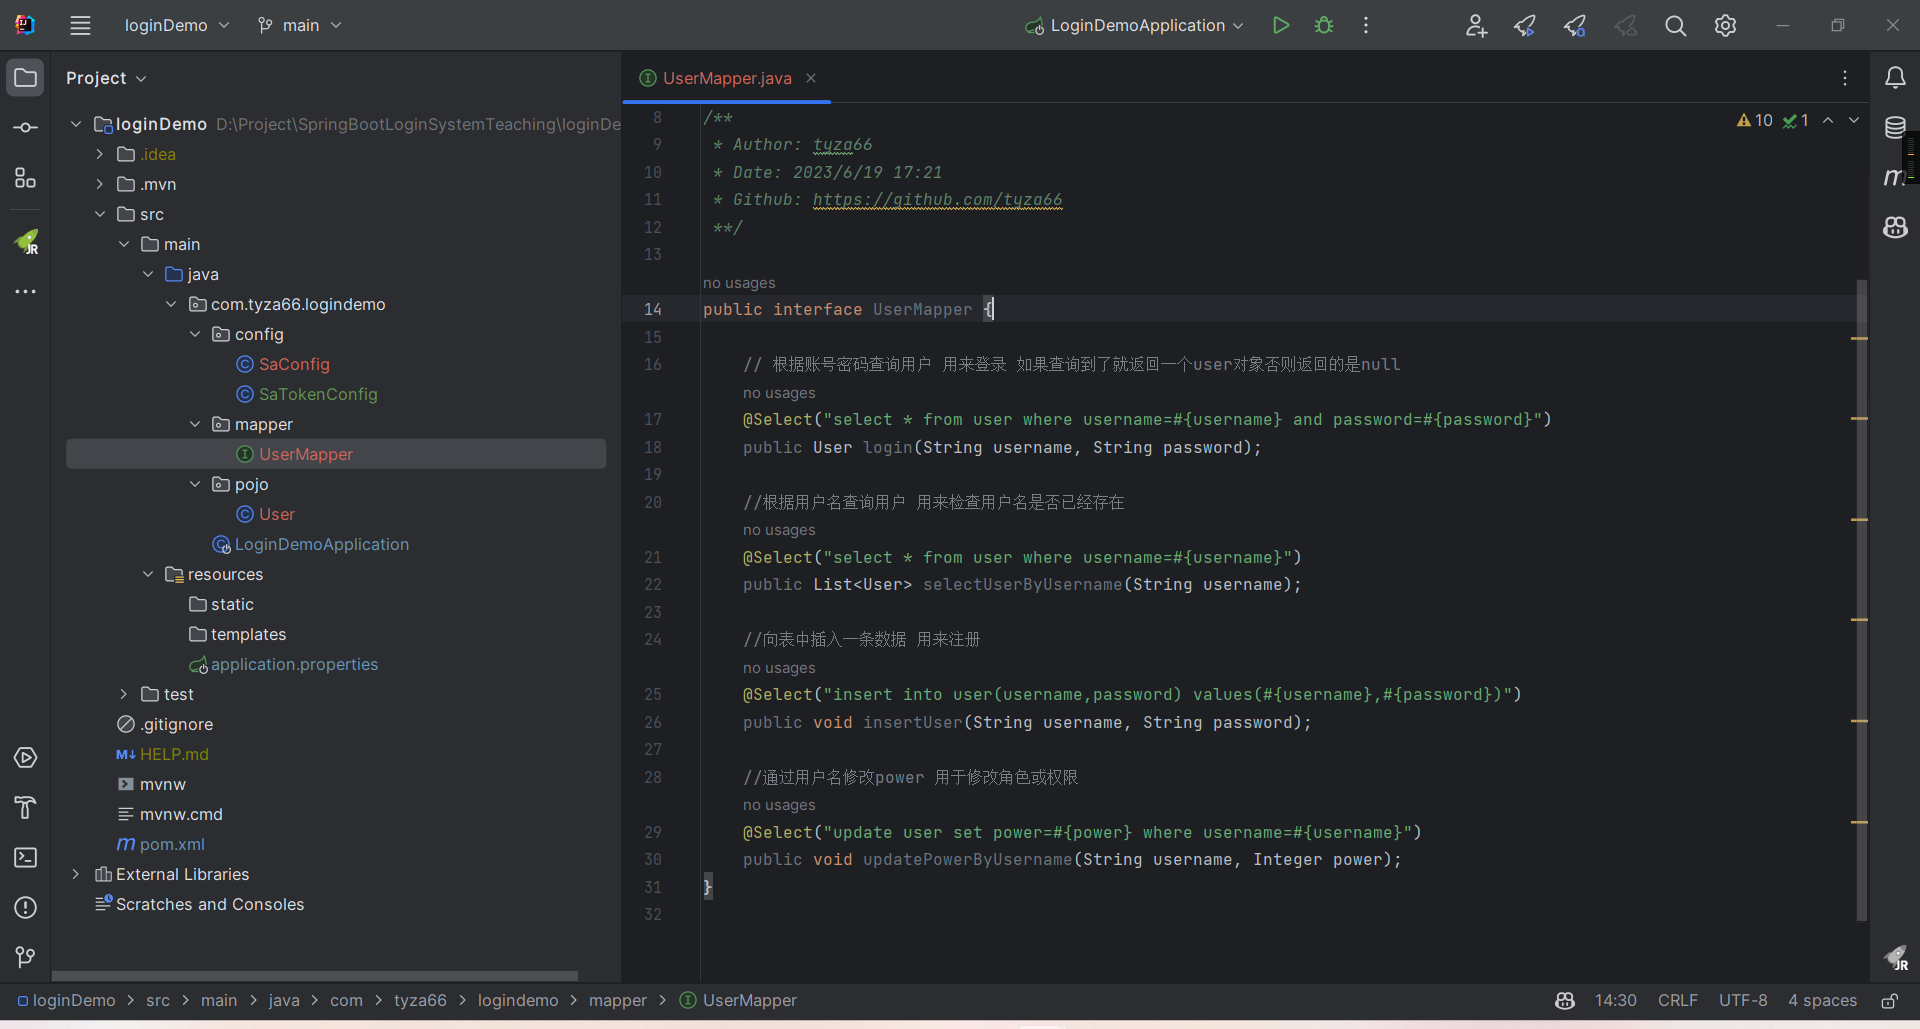 loginDemo
main
LoginDemoApplication
Project
UserMapper.java
loginDemo D:\Project\SpringBootLoginSystemTeaching\loginDe
.idea
.mvn
src
main
java
com.tyza66.logindemo
config
SaConfig
SaTokenConfig
mapper
UserMapper
pojo
User
LoginDemoApplication
resources
static
templates
application.properties
test
.gitignore
HELP.md
mvnw
mvnw.cmd
pom.xml
External Libraries
Scratches and Consoles
10 1
8 /**
9 * Author: tyza66
10 * Date: 2023/6/19 17:21
11 * Github: https://github.com/tyza66
12 **/
13
no usages
14 public interface UserMapper {
15
16 // 根据账号密码查询用户 用来登录 如果查询到了就返回一个user对象否则返回的是null
no usages
17 @Select("select * from user where username=#{username} and password=#{password}")
18 public User login(String username, String password);
19
20 //根据用户名查询用户 用来检查用户名是否已经存在
no usages
21 @Select("select * from user where username=#{username}")
22 public List<User> selectUserByUsername(String username);
23
24 //向表中插入一条数据 用来注册
no usages
25 @Select("insert into user(username,password) values(#{username},#{password})")
26 public void insertUser(String username, String password);
27
28 //通过用户名修改power 用于修改角色或权限
no usages
29 @Select("update user set power=#{power} where username=#{username}")
30 public void updatePowerByUsername(String username, Integer power);
31 }
32
loginDemo > src > main > java > com > tyza66 > logindemo > mapper > UserMapper
14:30 CRLF UTF-8 4 spaces